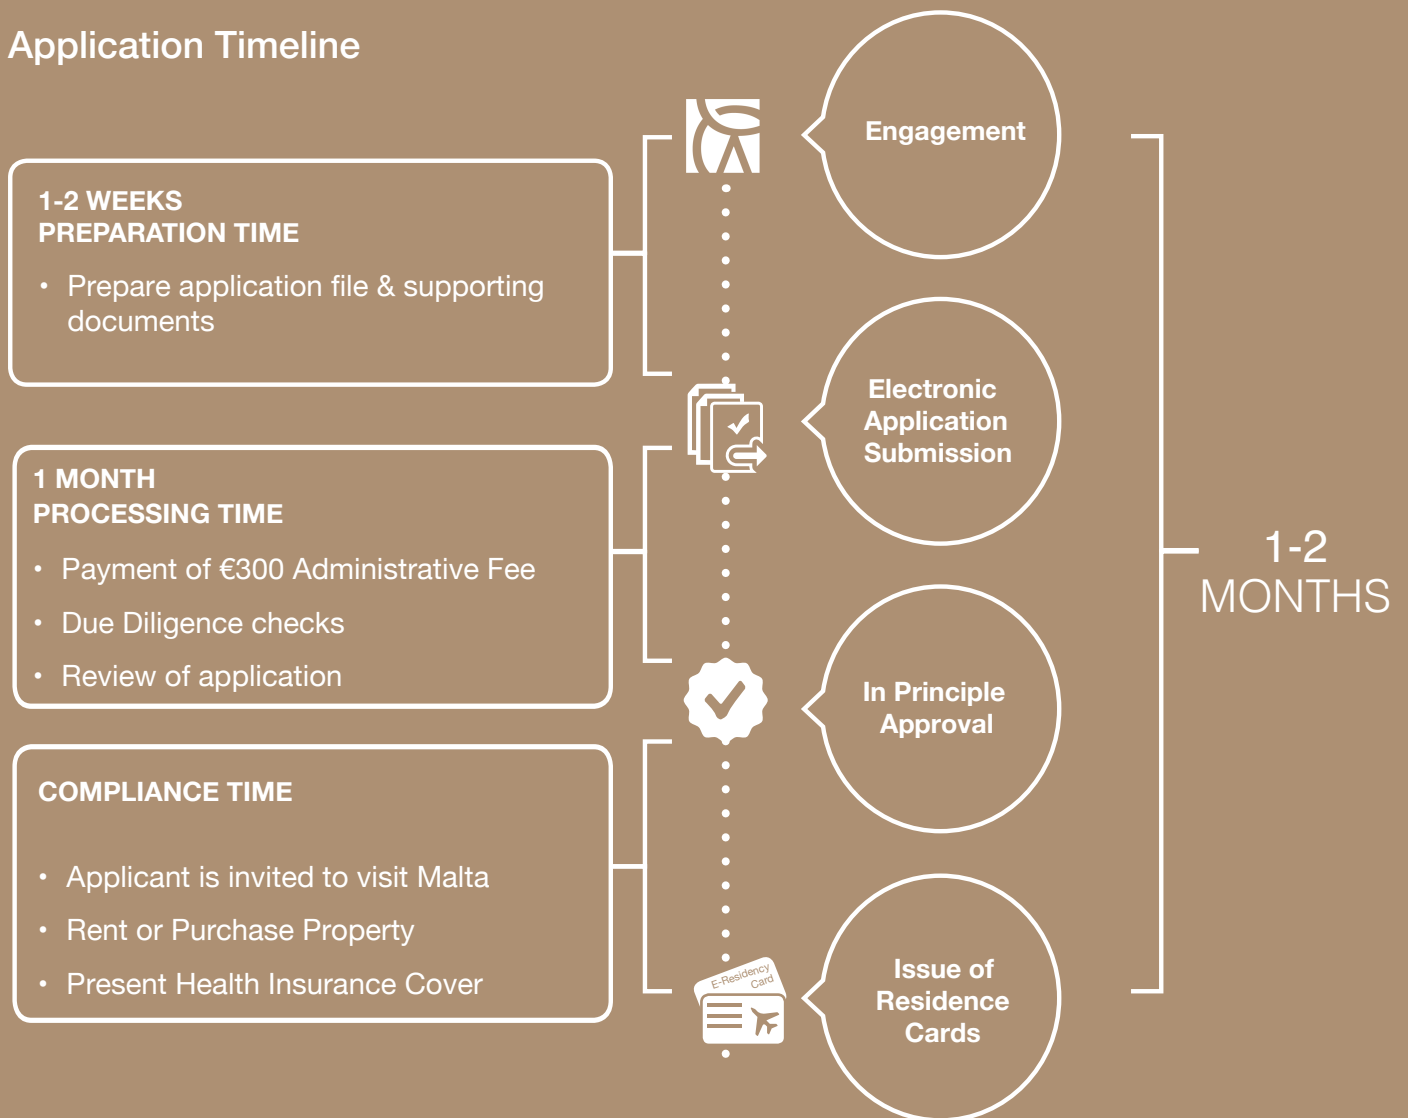 Application Timeline
Engagement
1-2 WEEKS
PREPARATION TIME
• Prepare application file & supporting
documents
Electronic
Application
Submission
1 MONTH
PROCESSING TIME
• Payment of €300 Administrative Fee
• Due Diligence checks
• Review of application
1-2
MONTHS
In Principle
Approval
COMPLIANCE TIME
• Applicant is invited to visit Malta
• Rent or Purchase Property
• Present Health Insurance Cover
E-Residency
Card
Issue of
Residence
Cards